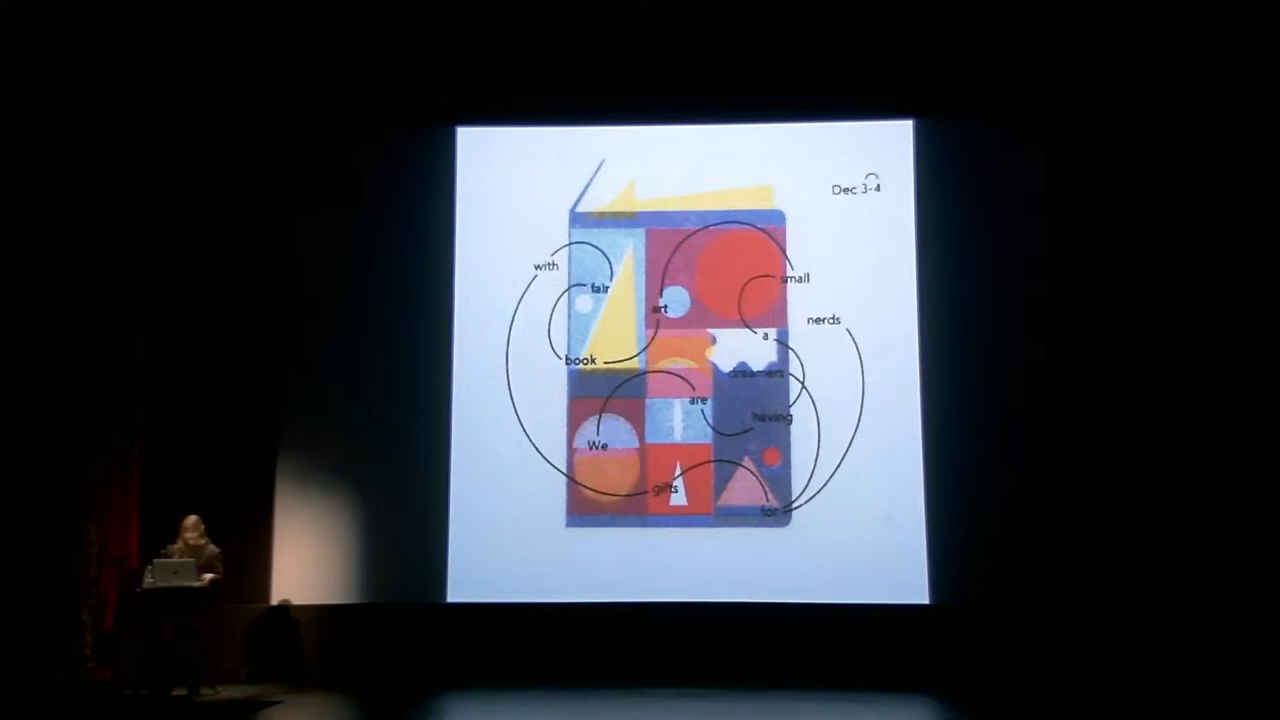 Dec 3-4
with
small
fair
art
nerds
a
book
dreamers
are
having
We
gifts
for